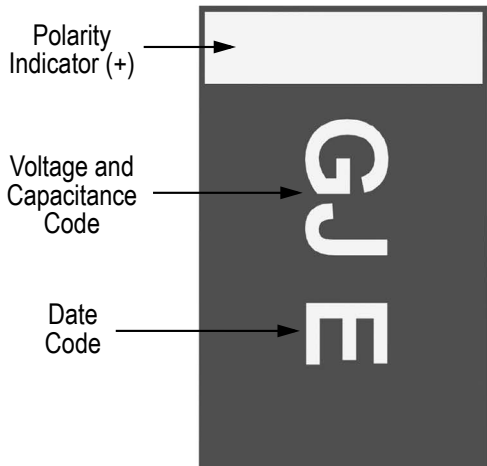 Polarity
Indicator (+)
Voltage and
Capacitance
Code
Date
Code
GJ E